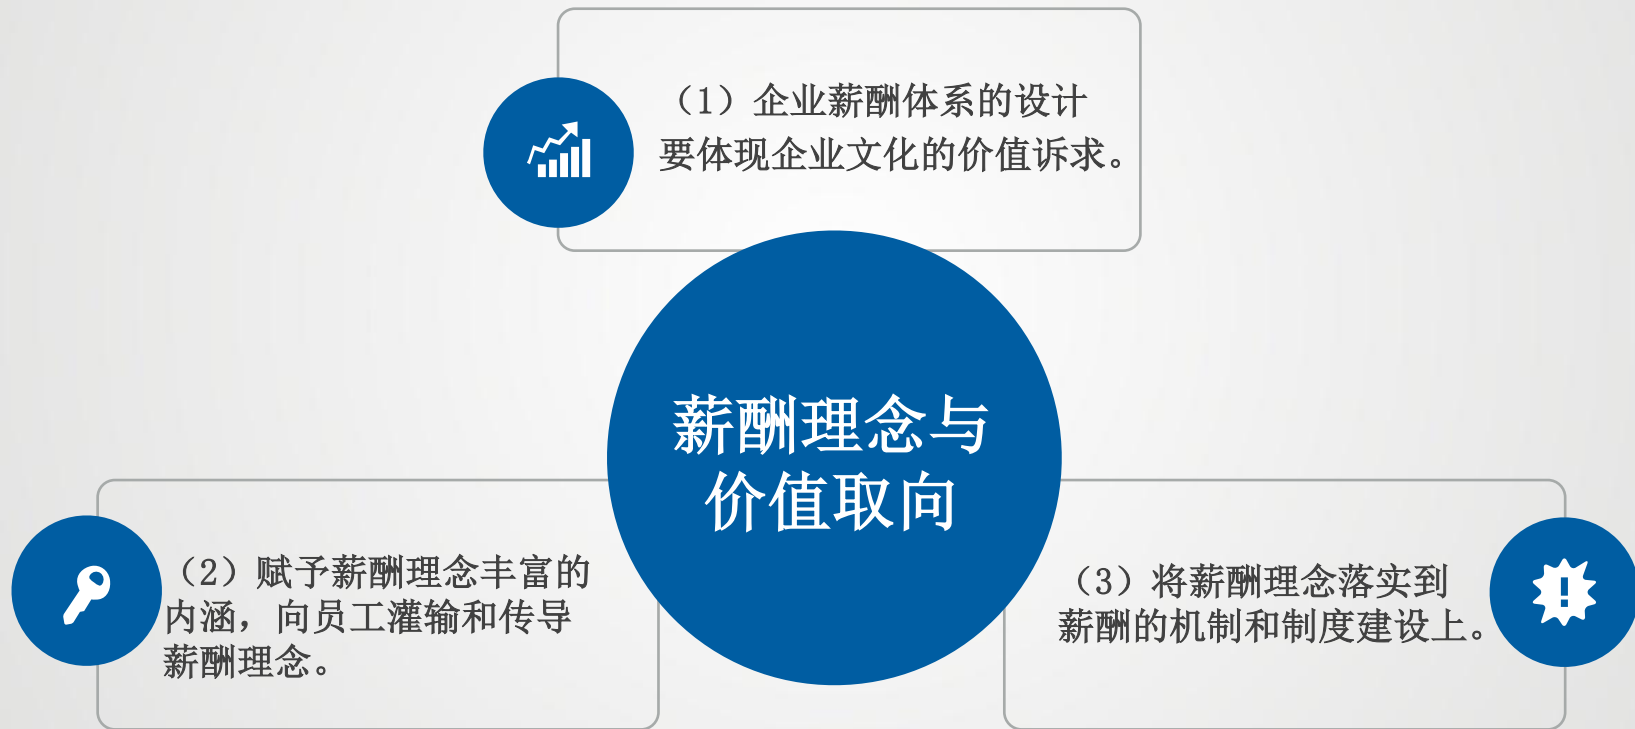 （1）企业薪酬体系的设计
要体现企业文化的价值诉求。
薪酬理念与
价值取向
（2）赋予薪酬理念丰富的
内涵，向员工灌输和传导
薪酬理念。
（3）将薪酬理念落实到
薪酬的机制和制度建设上。